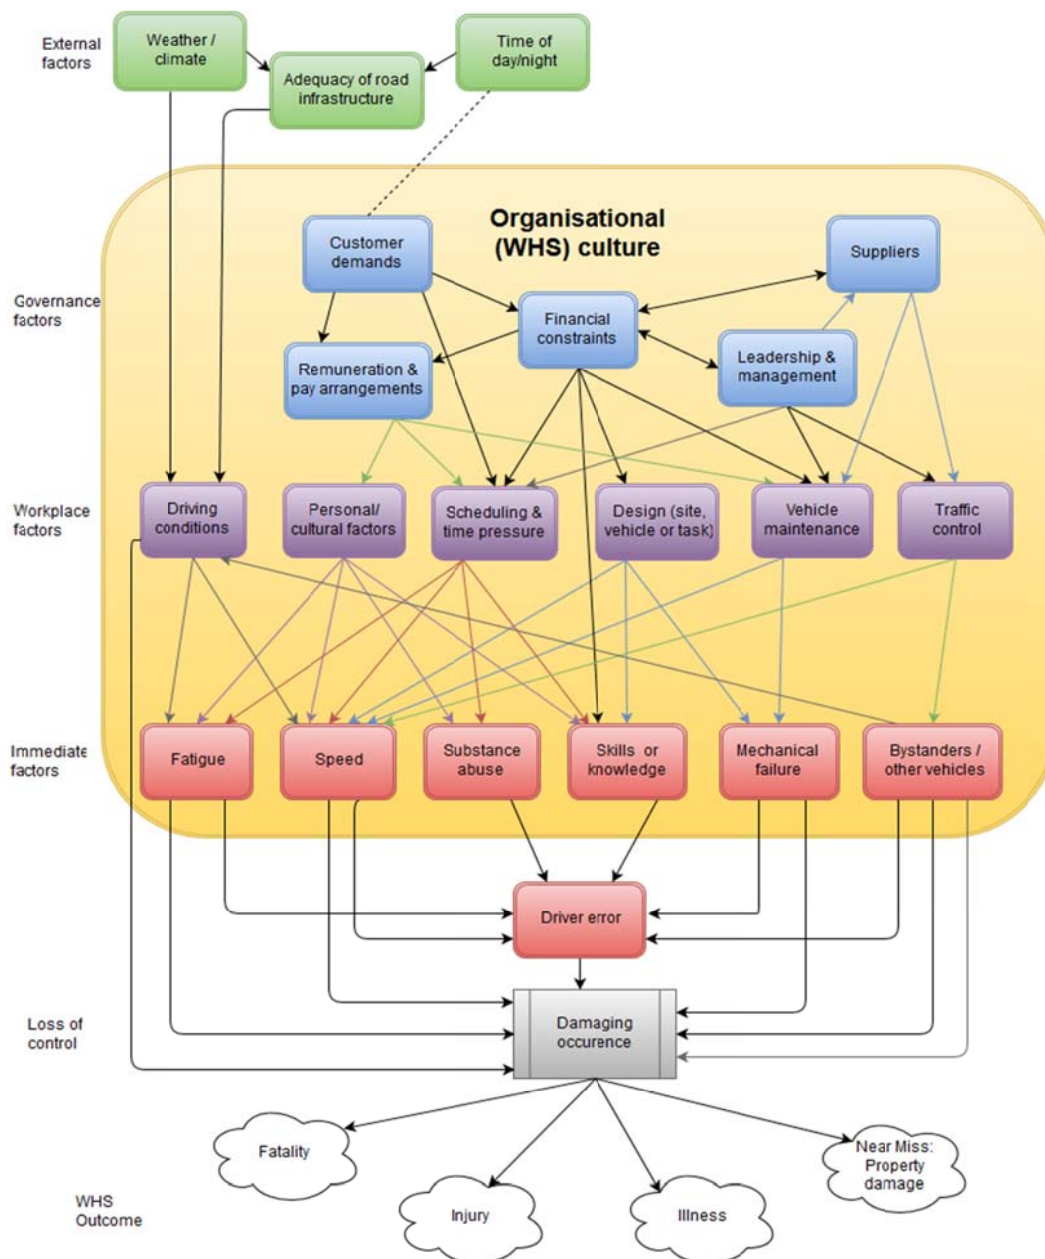 External
factors
Weather /
climate
Time of
day/night
Adequacy of road
infrastructure
Organisational
(WHS) culture
Customer
demands
Suppliers
Governance
factors
Financial
constraints
Leadership &
management
Remuneration &
pay arrangements
Workplace
factors
Driving
conditions
Personal/
cultural factors
Scheduling &
time pressure
Design (site,
vehicle or task)
Vehicle
maintenance
Traffic
control
Immediate
factors
Fatigue
Speed
Substance
abuse
Skills or
knowledge
Mechanical
failure
Bystanders /
other vehicles
Driver error
Loss of
control
Damaging
occurence
Fatality
Near Miss:
Property
damage
WHS
Outcome
Injury
Illness